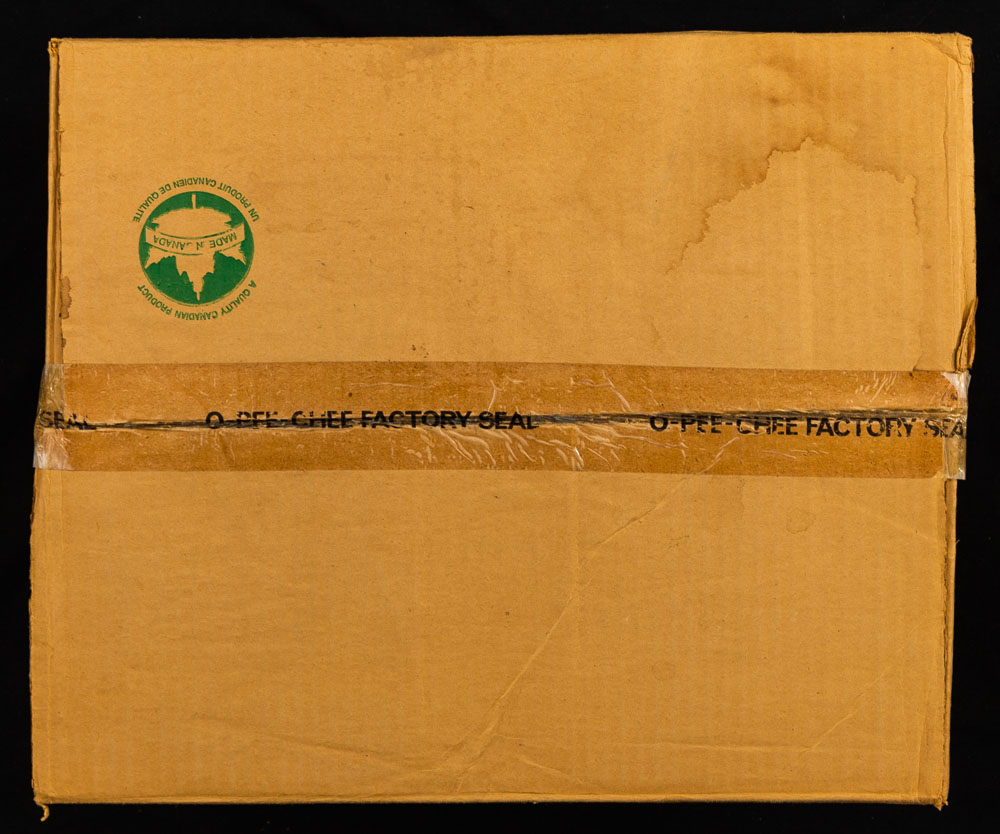 UN PRODUIT CANADIEN DE QUALITE
MADE IN CANADA
A QUALITY CANADIAN PRODUCT
SEAL O-PEE-CHEE FACTORY SEAL O-PEE-CHEE FACTORY SEA